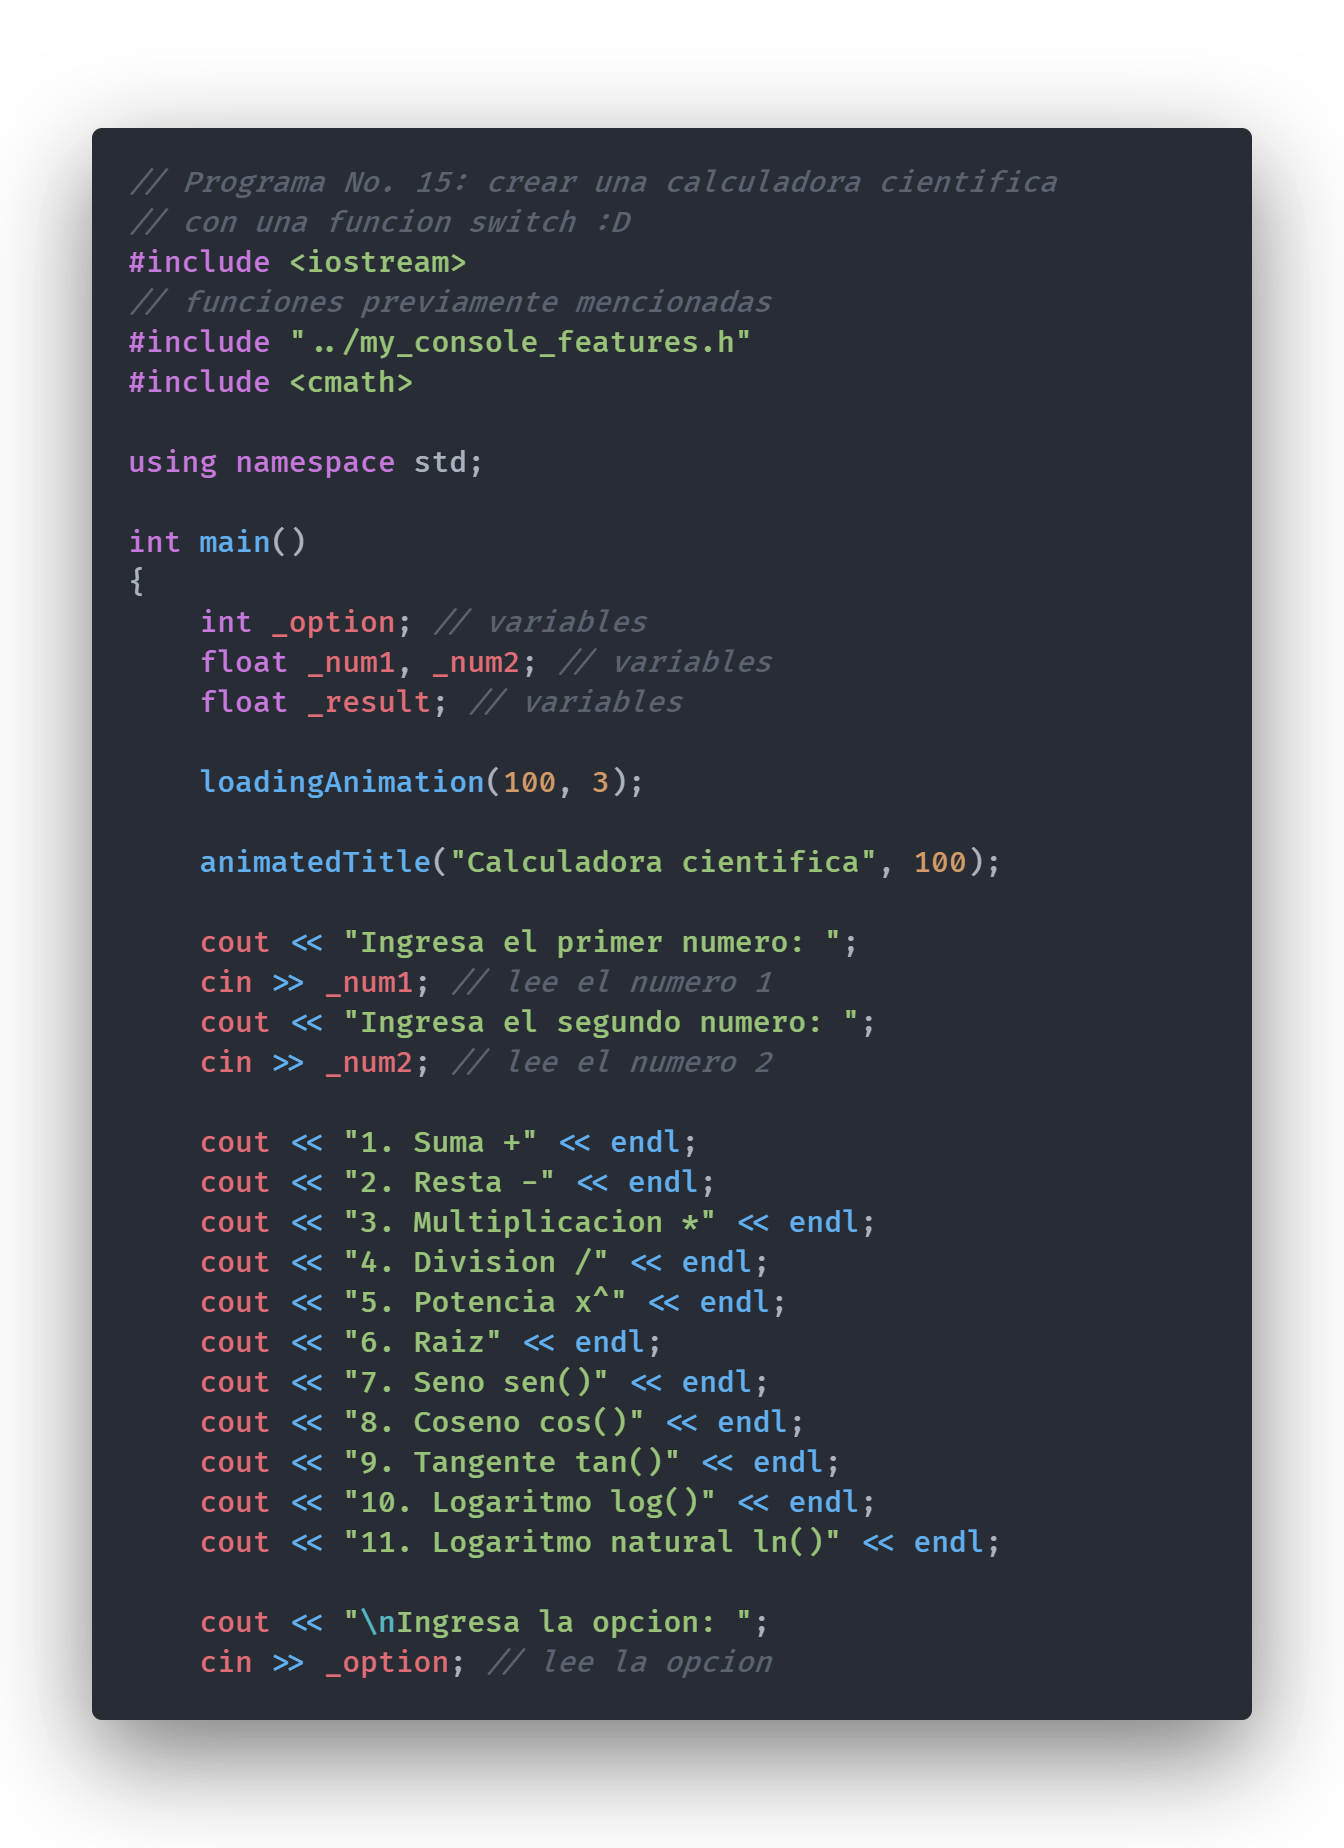 // Programa No. 15: crear una calculadora cientifica
// con una funcion switch :D
#include <iostream>
// funciones previamente mencionadas
#include "../my_console_features.h"
#include <cmath>

using namespace std;

int main()
{
    int _option; // variables
    float _num1, _num2; // variables
    float _result; // variables

    loadingAnimation(100, 3);

    animatedTitle("Calculadora cientifica", 100);

    cout << "Ingresa el primer numero: ";
    cin >> _num1; // lee el numero 1
    cout << "Ingresa el segundo numero: ";
    cin >> _num2; // lee el numero 2

    cout << "1. Suma +" << endl;
    cout << "2. Resta -" << endl;
    cout << "3. Multiplicacion *" << endl;
    cout << "4. Division /" << endl;
    cout << "5. Potencia x^" << endl;
    cout << "6. Raiz" << endl;
    cout << "7. Seno sen()" << endl;
    cout << "8. Coseno cos()" << endl;
    cout << "9. Tangente tan()" << endl;
    cout << "10. Logaritmo log()" << endl;
    cout << "11. Logaritmo natural ln()" << endl;

    cout << "\nIngresa la opcion: ";
    cin >> _option; // lee la opcion